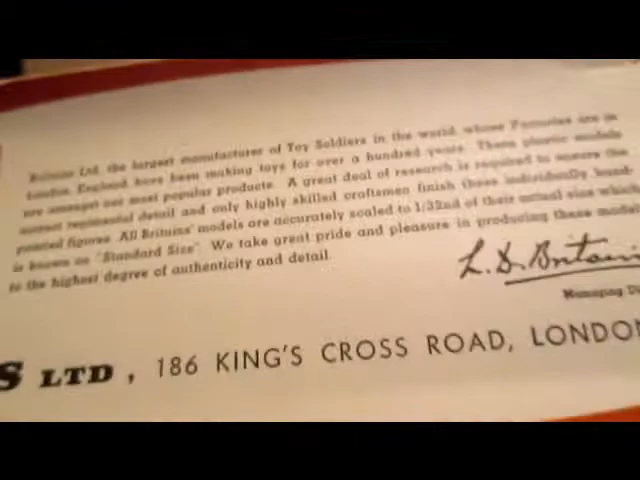 Britains Ltd. the largest manufacturer of Toy Soldiers in the world, whose Factories are in
London, England have been making toys for over a hundred years. These plastic models
are amongst our most popular products. A great deal of research is required to ensure the
correct regimental detail and only highly skilled craftsmen finish these individually hand-
painted figures. All Britains' models are accurately scaled to 1/32nd of their actual size which
is known as "Standard Size". We take great pride and pleasure in producing these models
to the highest degree of authenticity and detail.
L. D. Britain
Managing Di
S LTD, 186 KING'S CROSS ROAD, LONDON